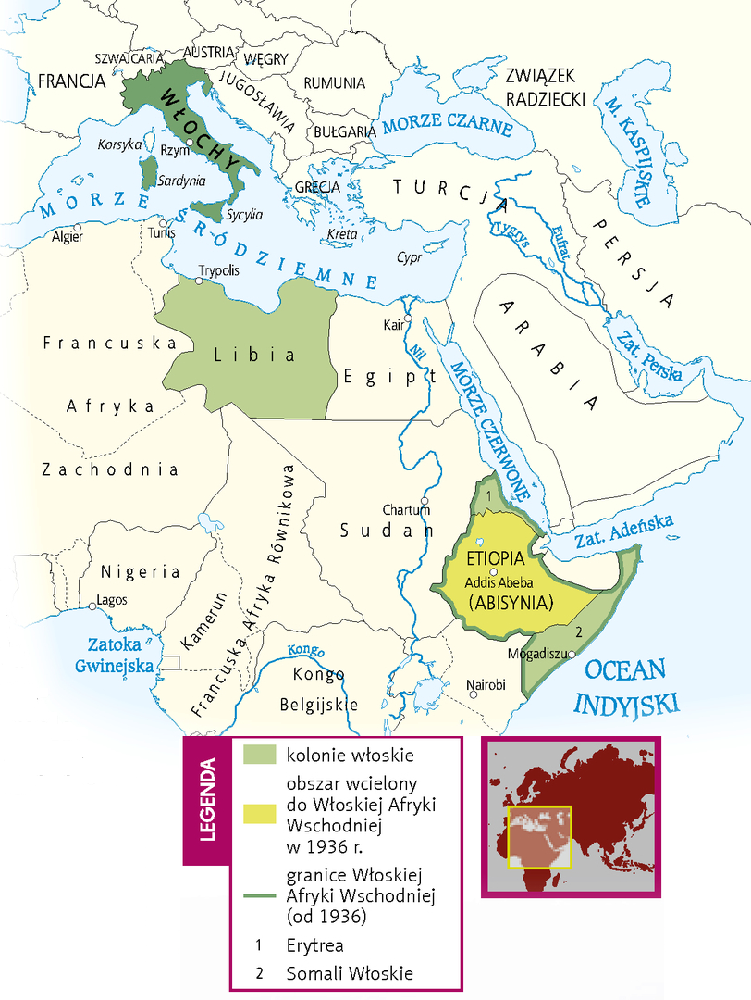 SZWAJCARIA
AUSTRIA
WĘGRY
FRANCJA
JUGOSŁAWIA
RUMUNIA
ZWIĄZEK
RADZIECKI
WŁOCHY
BUŁGARIA
MORZE CZARNE
M. KASPIJSKIE
Korsyka
Rzym
Sardynia
GRECJA
TURCJA
MORZE ŚRÓDZIEMNE
Sycylia
Algier
Tunis
Kreta
Cypr
Tygrys
Eufrat
PERSJA
Trypolis
Kair
Nil
Libia
Egipt
ARABIA
Zat. Perska
MORZE CZERWONE
Francuska
Afryka
Zachodnia
Francuska Afryka Równikowa
Chartum
Sudan
1
Zat. Adeńska
ETIOPIA
Addis Abeba
(ABISYNIA)
Nigeria
Lagos
Kamerun
2
Mogadiszu
Zatoka
Gwinejska
Kongo
Kongo
Belgijskie
Nairobi
OCEAN
INDYJSKI
LEGENDA
kolonie włoskie
obszar wcielony
do Włoskiej Afryki
Wschodniej
w 1936 r.
granice Włoskiej
Afryki Wschodniej
(od 1936)
1 Erytrea
2 Somali Włoskie